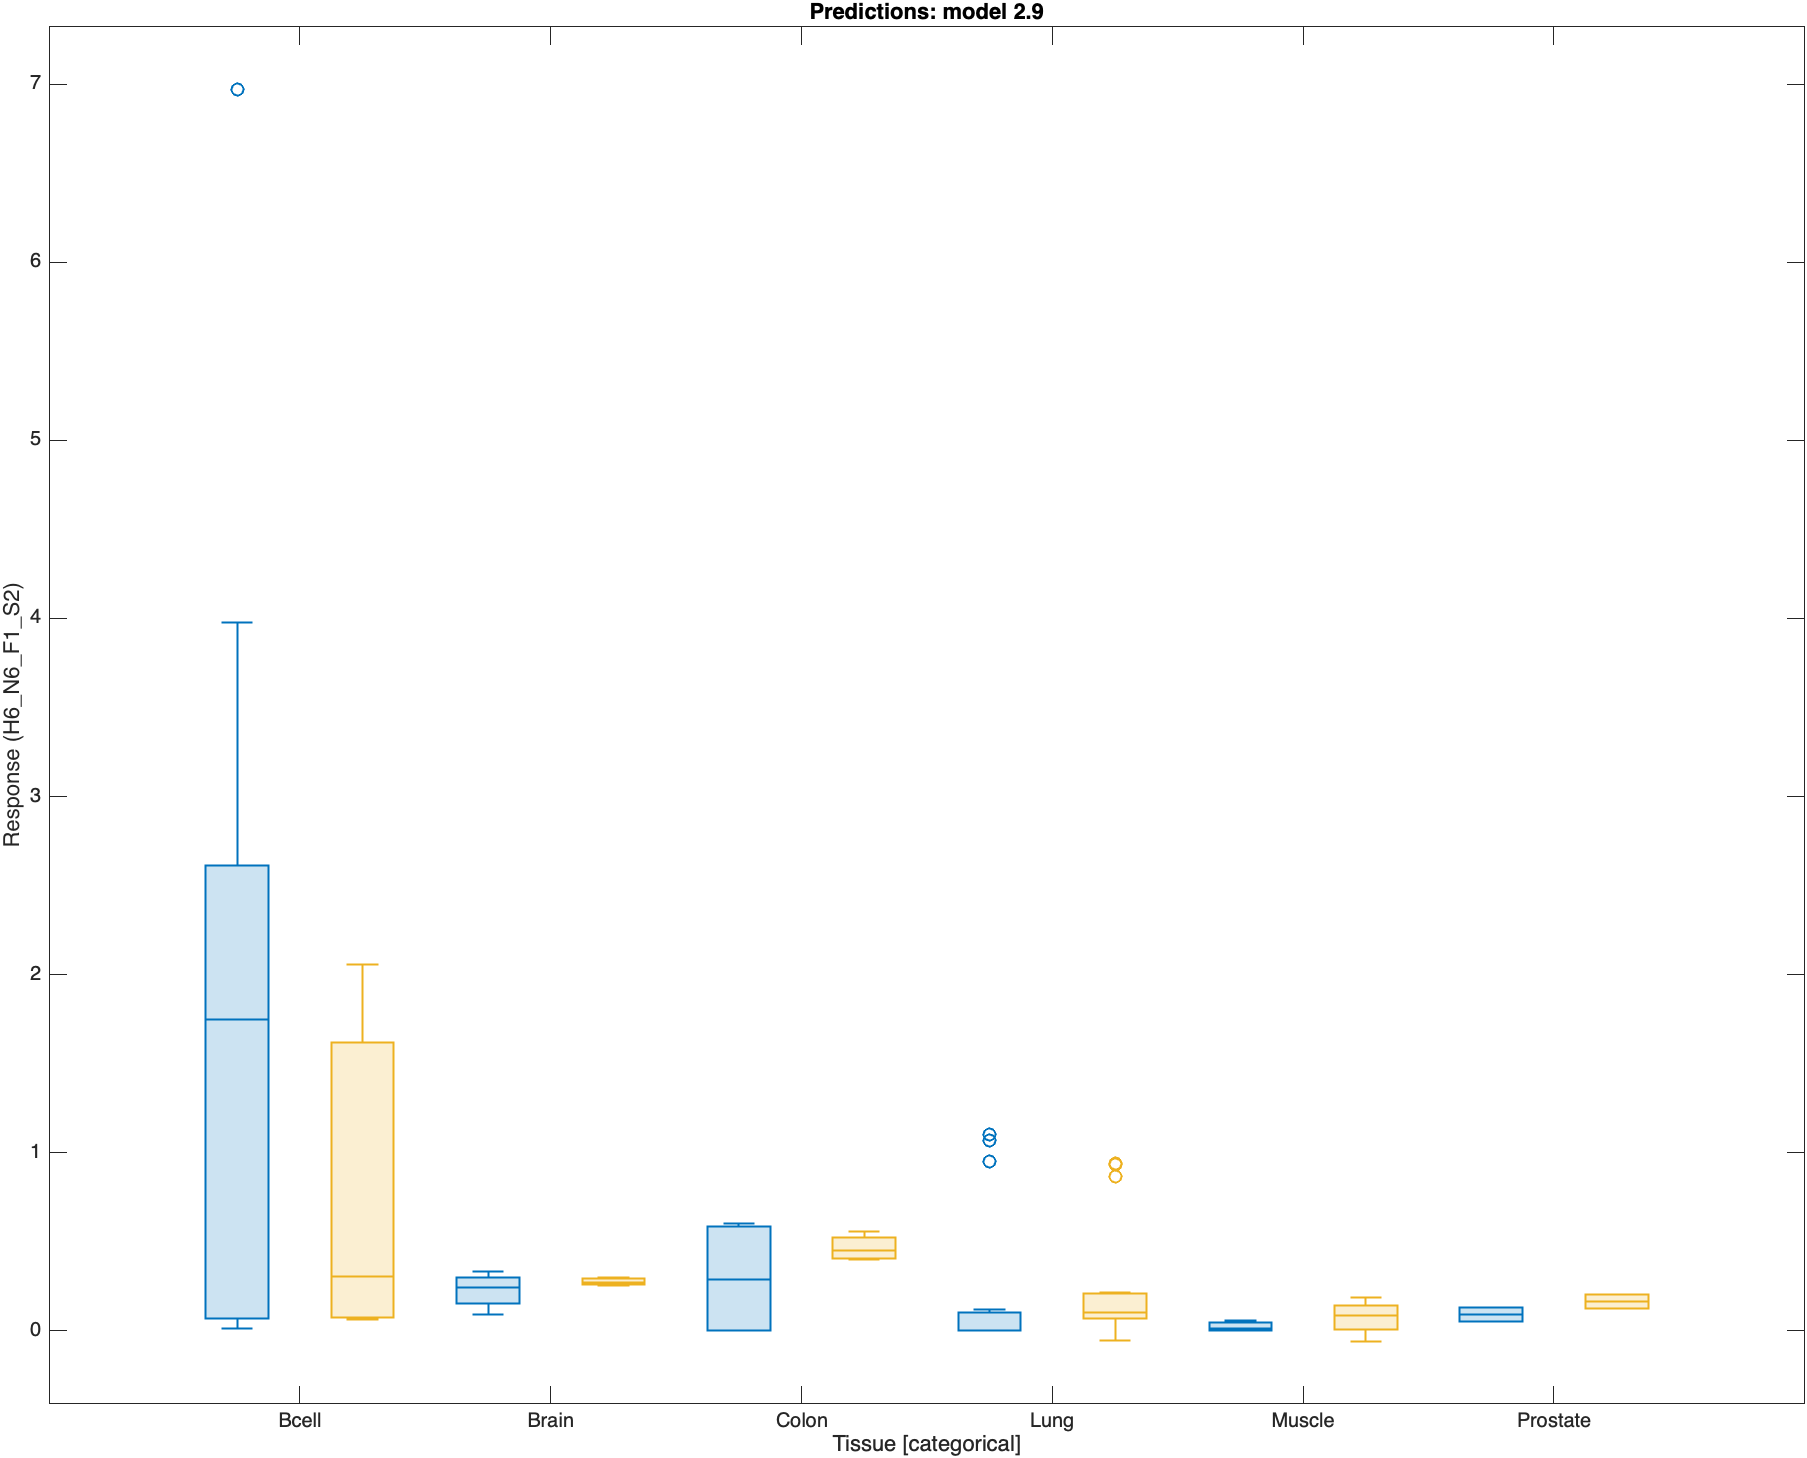 Predictions: model 2.9
Response (H6_N6_F1_S2)
7
6
5
4
3
2
1
0
Bcell Brain Colon Lung Muscle Prostate
Tissue [categorical]